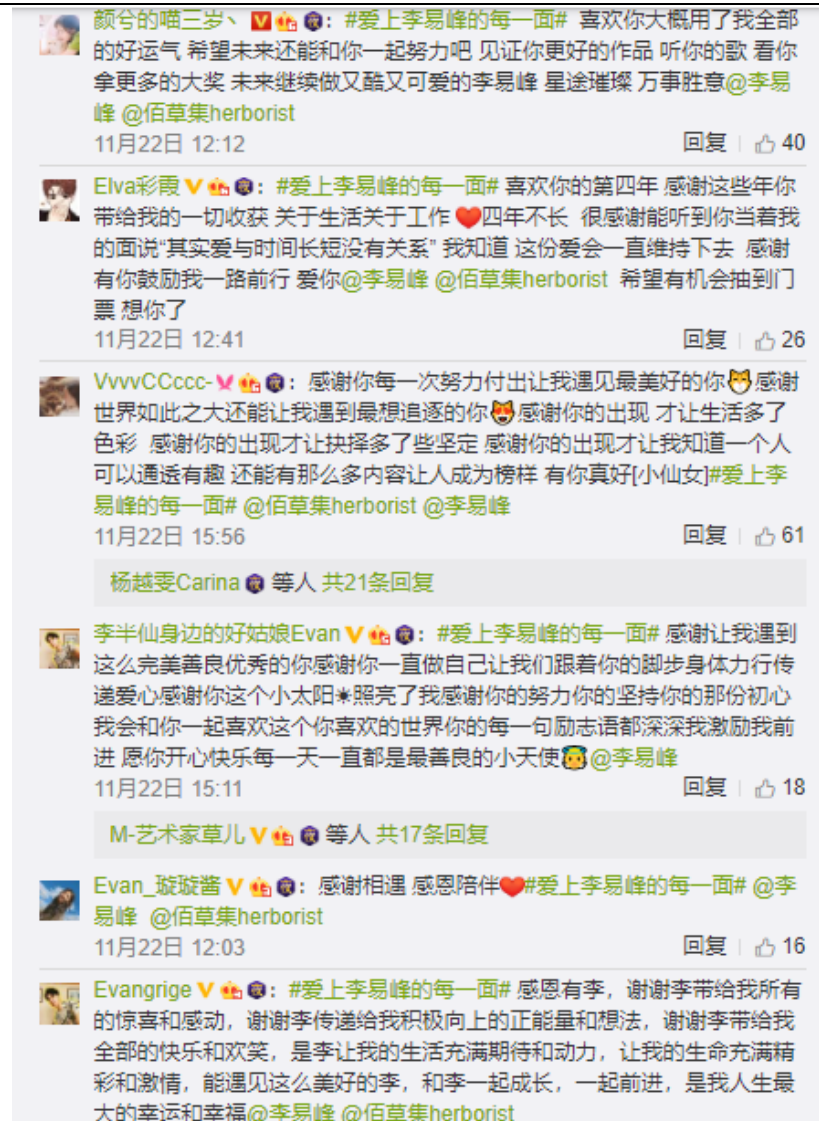 颜兮的喵三岁丶 : #爱上李易峰的每一面# 喜欢你大概用了我全部
的好运气 希望未来还能和你一起努力吧 见证你更好的作品 听你的歌 看你
拿更多的大奖 未来继续做又酷又可爱的李易峰 星途璀璨 万事胜意@李易
峰 @佰草集herborist
11月22日 12:12 回复 40
Elva彩霞 : #爱上李易峰的每一面# 喜欢你的第四年 感谢这些年你
带给我的一切收获 关于生活关于工作 ❤四年不长 很感谢能听到你当着我
的面说“其实爱与时间长短没有关系” 我知道 这份爱会一直维持下去 感谢
有你鼓励我一路前行 爱你@李易峰 @佰草集herborist 希望有机会抽到门
票 想你了
11月22日 12:41 回复 26
VvvvCCccc- : 感谢你每一次努力付出让我遇见最美好的你😍感谢
世界如此之大还能让我遇到最想追逐的你😍感谢你的出现 才让生活多了
色彩 感谢你的出现才让抉择多了些坚定 感谢你的出现才让我知道一个人
可以通透有趣 还能有那么多内容让人成为榜样 有你真好[小仙女]#爱上李
易峰的每一面# @佰草集herborist @李易峰
11月22日 15:56 回复 61
杨越雯Carina 等人 共21条回复
李半仙身边的好姑娘Evan : #爱上李易峰的每一面# 感谢让我遇到
这么完美善良优秀的你感谢你一直做自己让我们跟着你的脚步身体力行传
递爱心感谢你这个小太阳☀照亮了我感谢你的努力你的坚持你的那份初心
我会和你一起喜欢这个你喜欢的世界你的每一句励志语都深深我激励我前
进 愿你开心快乐每一天一直都是最善良的小天使😇@李易峰
11月22日 15:11 回复 18
M-艺术家草儿 等人 共17条回复
Evan_璇璇酱 : 感谢相遇 感恩陪伴❤#爱上李易峰的每一面# @李
易峰 @佰草集herborist
11月22日 12:03 回复 16
Evangrige : #爱上李易峰的每一面# 感恩有李，谢谢李带给我所有
的惊喜和感动，谢谢李传递给我积极向上的正能量和想法，谢谢李带给我
全部的快乐和欢笑，是李让我的生活充满期待和动力，让我的生命充满精
彩和激情，能遇见这么美好的李，和李一起成长，一起前进，是我人生最
大的幸运和幸福@李易峰 @佰草集herborist